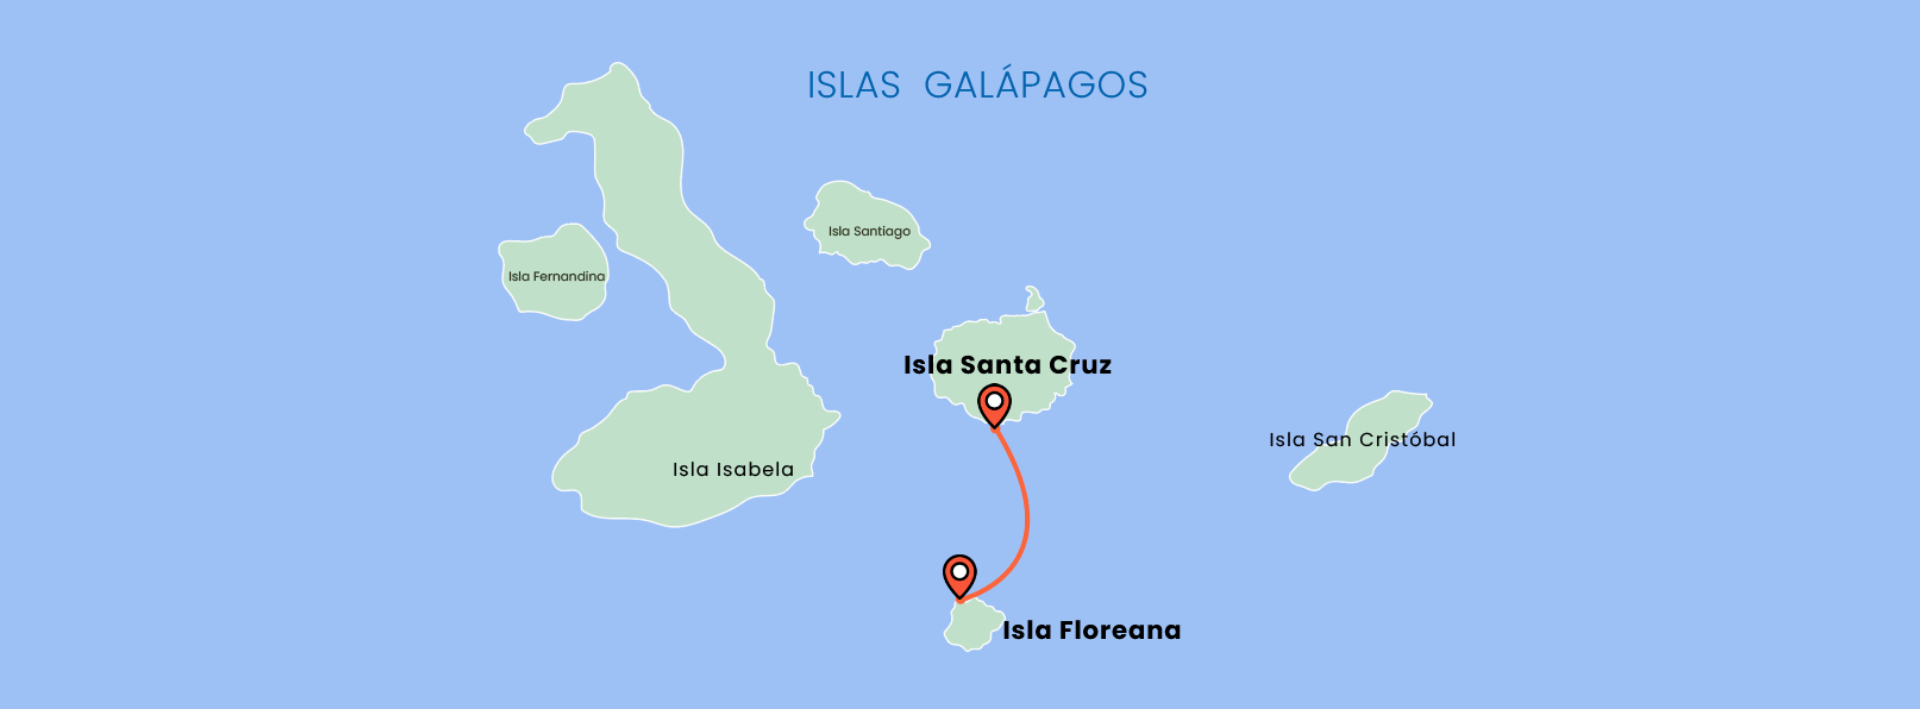 ISLAS GALÁPAGOS
Isla Santiago
Isla Fernandina
Isla Santa Cruz
Isla San Cristóbal
Isla Isabela
Isla Floreana